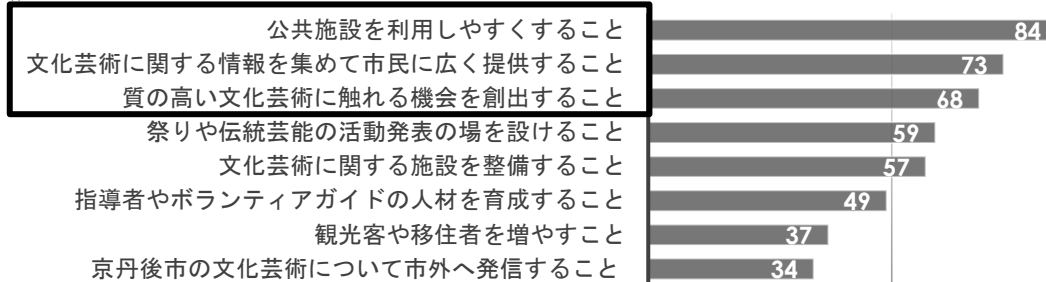 公共施設を利用しやすくすること 84
文化芸術に関する情報を集めて市民に広く提供すること 73
質の高い文化芸術に触れる機会を創出すること 68
祭りや伝統芸能の活動発表の場を設けること 59
文化芸術に関する施設を整備すること 57
指導者やボランティアガイドの人材を育成すること 49
観光客や移住者を増やすこと 37
京丹後市の文化芸術について市外へ発信すること 34